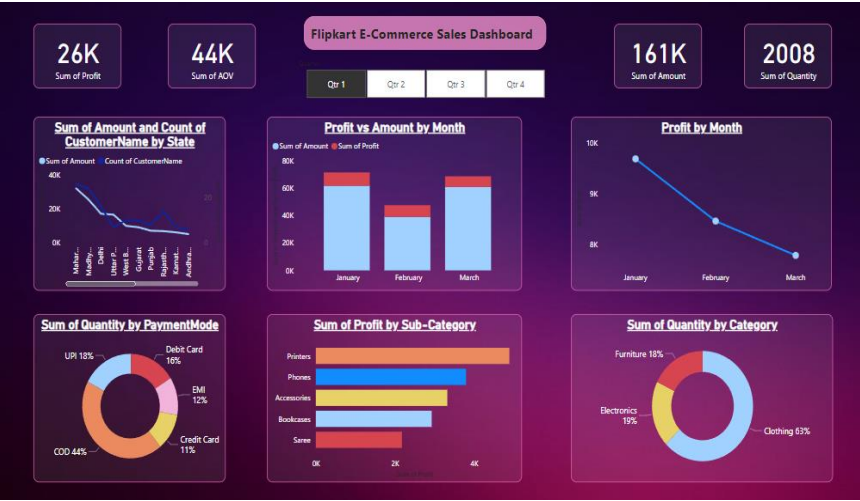 Flipkart E-Commerce Sales Dashboard
26K
Sum of Profit
44K
Sum of AOV
161K
Sum of Amount
2008
Sum of Quantity
Qtr 1
Qtr 2
Qtr 3
Qtr 4
Sum of Amount and Count of
CustomerName by State
Sum of Amount
Count of CustomerName
40K
20K
0K
20
0
Mahar...
Madhy...
Delhi
Uttar P...
West B...
Gujarat
Punjab
Rajasth...
Karnat...
Andhra...
Profit vs Amount by Month
Sum of Amount
Sum of Profit
80K
60K
40K
20K
0K
January
February
March
Profit by Month
10K
9K
8K
January
February
March
Sum of Quantity by PaymentMode
UPI 18%
Debit Card
16%
EMI
12%
Credit Card
11%
COD 44%
Sum of Profit by Sub-Category
Printers
Phones
Accessories
Bookcases
Saree
0K
2K
4K
Sum of Quantity by Category
Furniture 18%
Electronics
19%
Clothing 63%